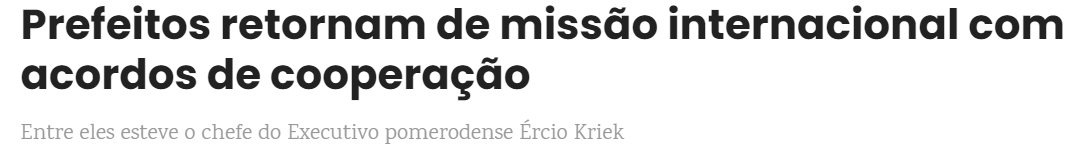 Prefeitos retornam de missão internacional com
acordos de cooperação
Entre eles esteve o chefe do Executivo pomerodense Ércio Kriek